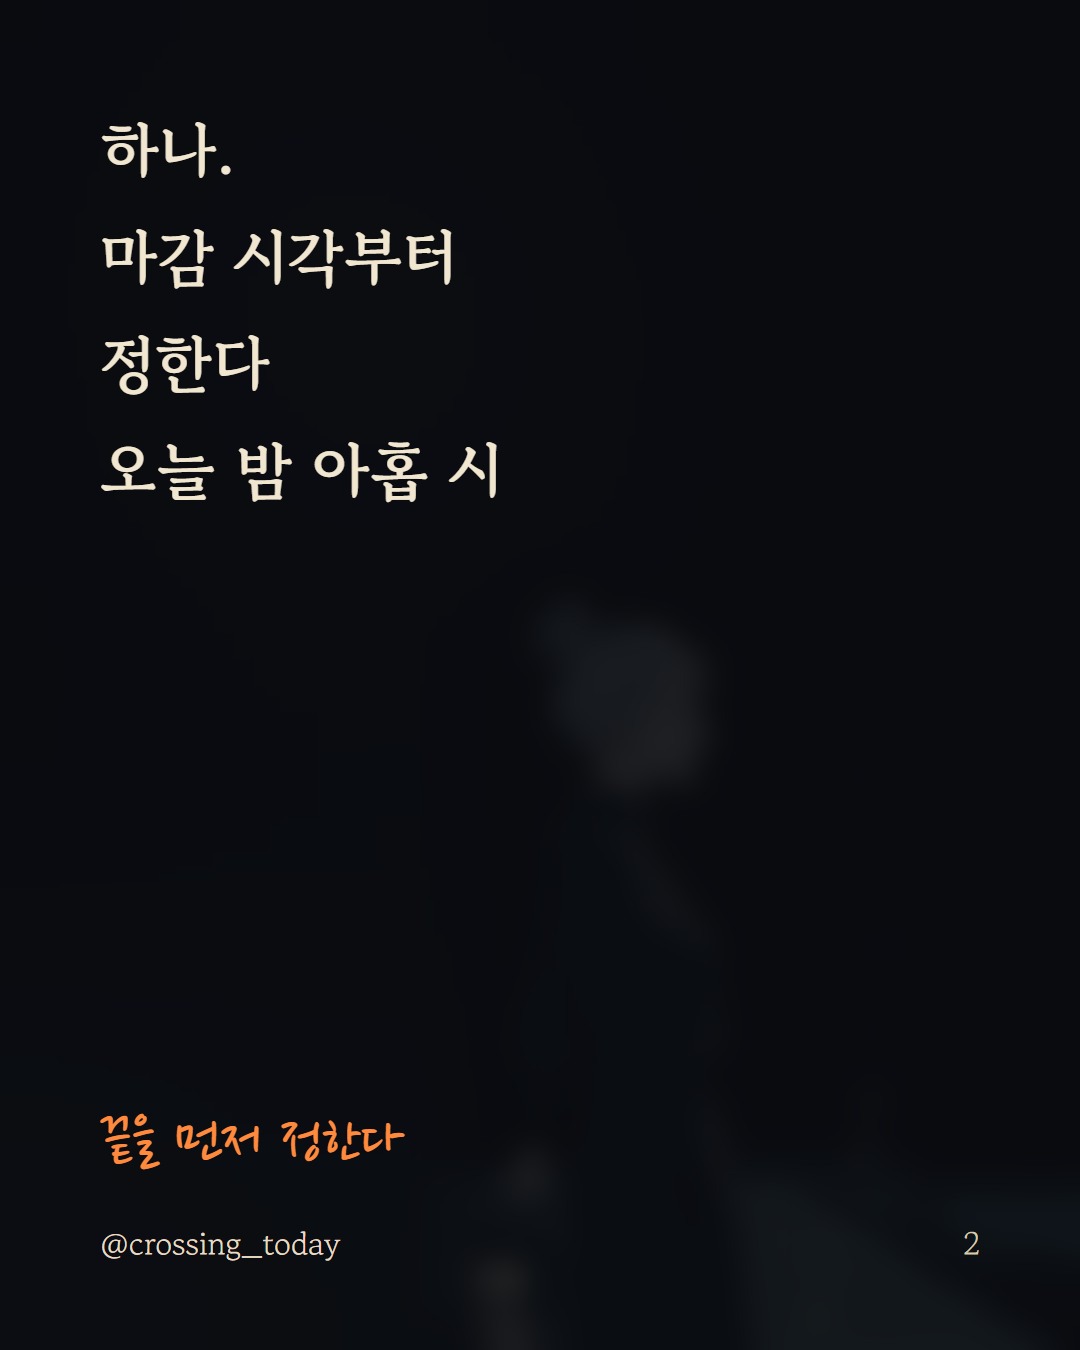 하나.
마감 시각부터
정한다
오늘 밤 아홉 시
끝을 먼저 정한다
@crossing_today
2